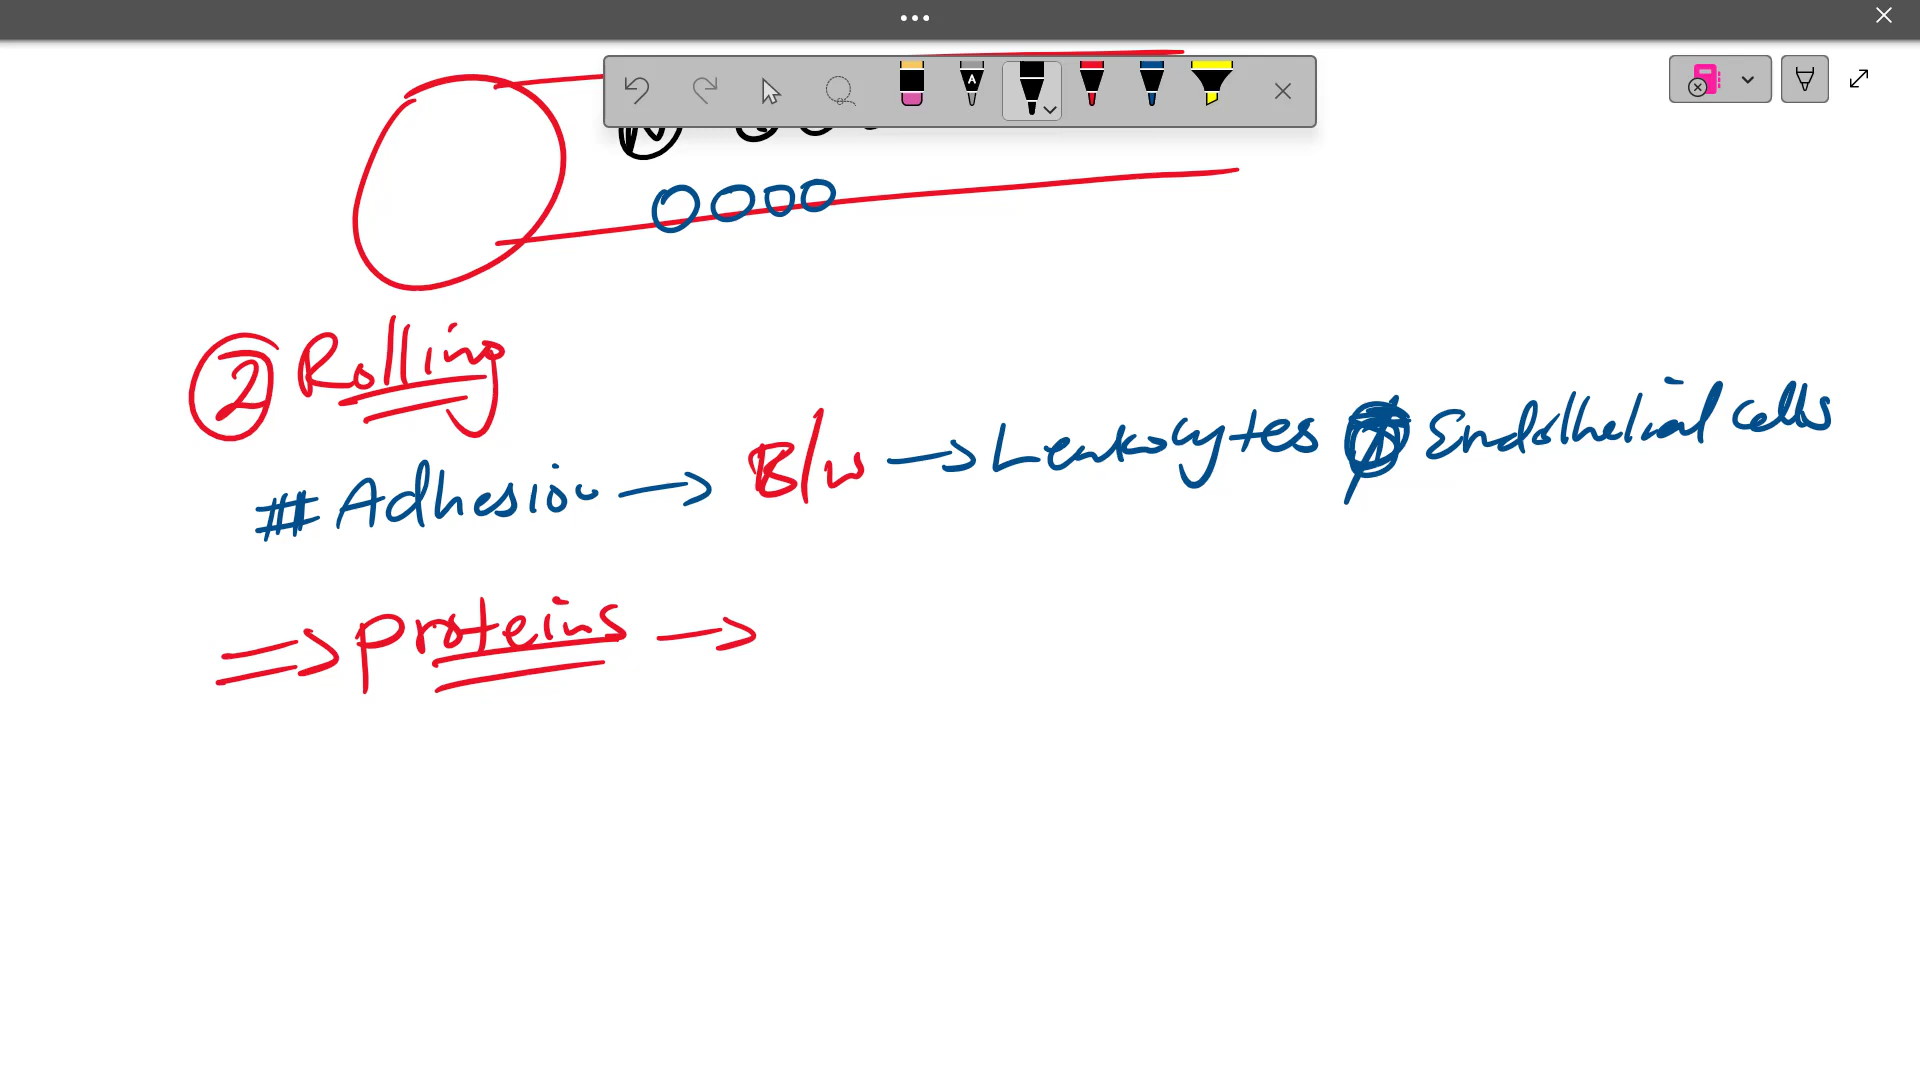 ② Rolling
# Adhesion → B/w → Leukocytes Endothelial cells
⇒ Proteins →